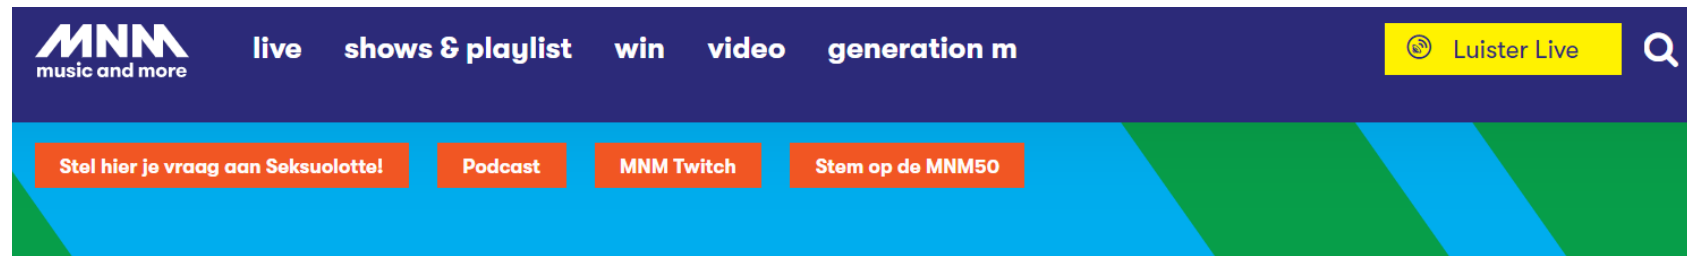 MNM
music and more
live shows & playlist win video generation m
Luister Live
Stel hier je vraag aan Seksuolotte! Podcast MNM Twitch Stem op de MNM50